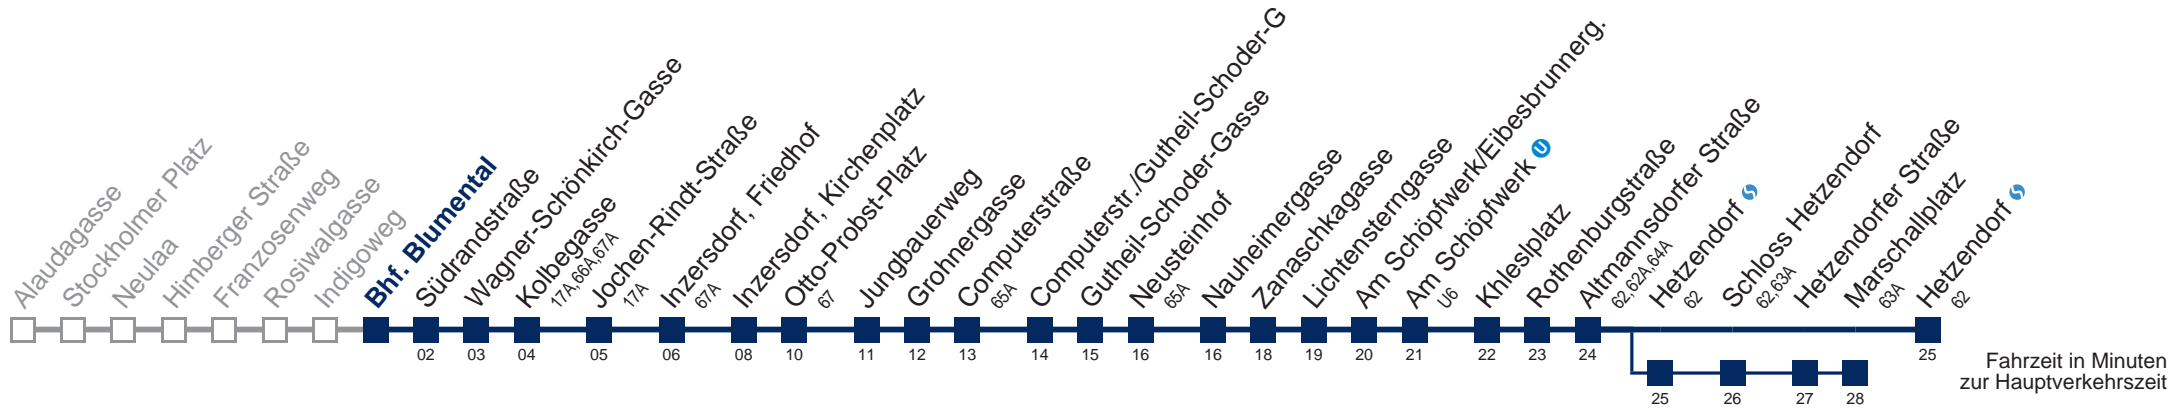 Alaudagasse
Stockholmer Platz
Neulaa
Himberger Straße
Franzosenweg
Rosiwalgasse
Indigoweg
Bhf. Blumental
Südrandstraße
Wagner-Schönkirch-Gasse
Kolbegasse
17A,66A,67A
Jochen-Rindt-Straße
17A
Inzersdorf, Friedhof
67A
Inzersdorf, Kirchenplatz
Otto-Probst-Platz
67
Jungbauerweg
Grohnergasse
Computerstraße
65A
Computerstr./Gutheil-Schoder-G
Gutheil-Schoder-Gasse
Neusteinhof
65A
Nauheimergasse
Zanaschkagasse
Lichtensterngasse
Am Schöpfwerk/Eibesbrunnerg.
Am Schöpfwerk U
U6
Khleslplatz
Rothenburgstraße
Altmannsdorfer Straße
62,62A,64A
Hetzendorf S
62
Schloss Hetzendorf
62,63A
Hetzendorfer Straße
Marschallplatz
63A
Hetzendorf S
62
02 03 04 05 06 08 10 11 12 13 14 15 16 16 18 19 20 21 22 23 24 25
25 26 27 28
Fahrzeit in Minuten
zur Hauptverkehrszeit